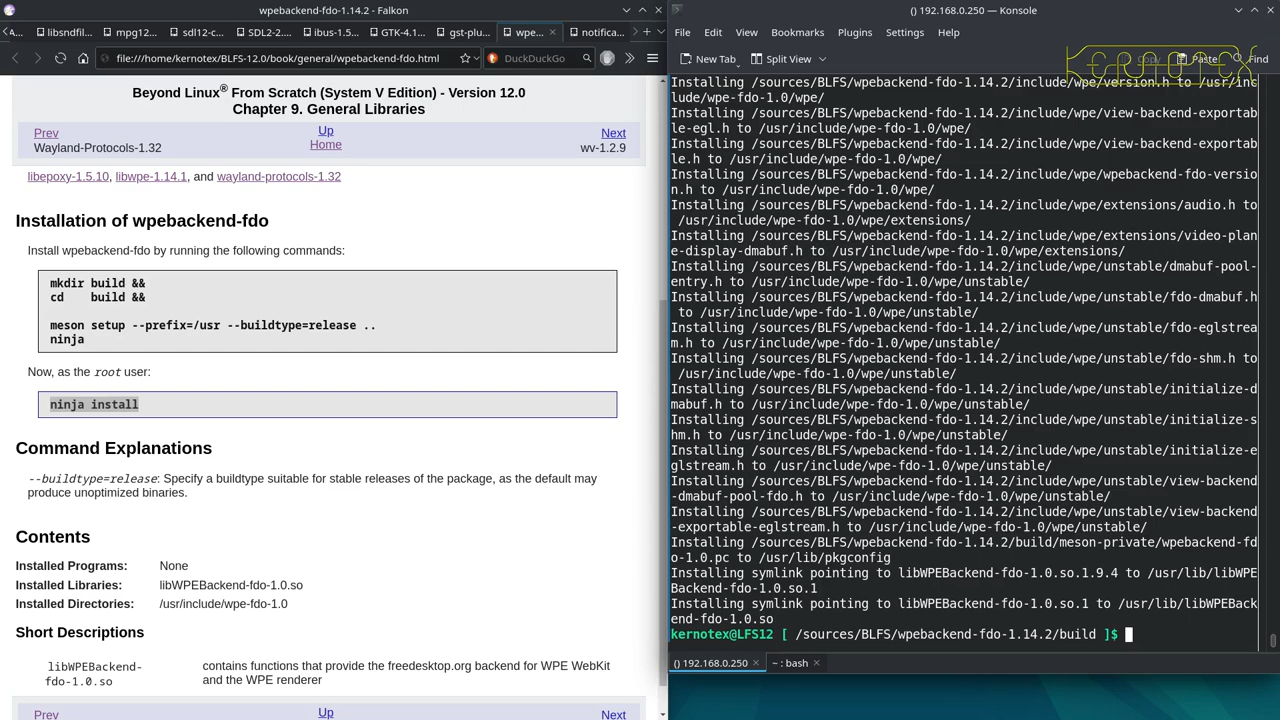 wpebackend-fdo-1.14.2 - Falkon
A...
libsndfil...
mpg12...
sdl12-c...
SDL2-2....
ibus-1.5...
GTK-4.1...
gst-plu...
wpe...
notifica...
file:///home/kernotex/BLFS-12.0/book/general/wpebackend-fdo.html
DuckDuckGo
Beyond Linux® From Scratch (System V Edition) - Version 12.0
Chapter 9. General Libraries
Prev Up Next
Wayland-Protocols-1.32 Home wv-1.2.9
libepoxy-1.5.10, libwpe-1.14.1, and wayland-protocols-1.32
Installation of wpebackend-fdo
Install wpebackend-fdo by running the following commands:
mkdir build &&
cd    build &&
meson setup --prefix=/usr --buildtype=release ..
ninja
Now, as the root user:
ninja install
Command Explanations
--buildtype=release: Specify a buildtype suitable for stable releases of the package, as the default may
produce unoptimized binaries.
Contents
Installed Programs: None
Installed Libraries: libWPEBackend-fdo-1.0.so
Installed Directories: /usr/include/wpe-fdo-1.0
Short Descriptions
libWPEBackend- contains functions that provide the freedesktop.org backend for WPE WebKit
fdo-1.0.so and the WPE renderer
Prev Up Next
() 192.168.0.250 — Konsole
File Edit View Bookmarks Plugins Settings Help
New Tab Split View Copy Paste Find
KERNOTEX
Installing /sources/BLFS/wpebackend-fdo-1.14.2/include/wpe/version.h to /usr/inc
lude/wpe-fdo-1.0/wpe/
Installing /sources/BLFS/wpebackend-fdo-1.14.2/include/wpe/view-backend-exportab
le-egl.h to /usr/include/wpe-fdo-1.0/wpe/
Installing /sources/BLFS/wpebackend-fdo-1.14.2/include/wpe/view-backend-exportab
le.h to /usr/include/wpe-fdo-1.0/wpe/
Installing /sources/BLFS/wpebackend-fdo-1.14.2/include/wpe/wpebackend-fdo-versio
n.h to /usr/include/wpe-fdo-1.0/wpe/
Installing /sources/BLFS/wpebackend-fdo-1.14.2/include/wpe/extensions/audio.h to
 /usr/include/wpe-fdo-1.0/wpe/extensions/
Installing /sources/BLFS/wpebackend-fdo-1.14.2/include/wpe/extensions/video-plan
e-display-dmabuf.h to /usr/include/wpe-fdo-1.0/wpe/extensions/
Installing /sources/BLFS/wpebackend-fdo-1.14.2/include/wpe/unstable/dmabuf-pool-
entry.h to /usr/include/wpe-fdo-1.0/wpe/unstable/
Installing /sources/BLFS/wpebackend-fdo-1.14.2/include/wpe/unstable/fdo-dmabuf.h
 to /usr/include/wpe-fdo-1.0/wpe/unstable/
Installing /sources/BLFS/wpebackend-fdo-1.14.2/include/wpe/unstable/fdo-eglstrea
m.h to /usr/include/wpe-fdo-1.0/wpe/unstable/
Installing /sources/BLFS/wpebackend-fdo-1.14.2/include/wpe/unstable/fdo-shm.h to
 /usr/include/wpe-fdo-1.0/wpe/unstable/
Installing /sources/BLFS/wpebackend-fdo-1.14.2/include/wpe/unstable/initialize-d
mabuf.h to /usr/include/wpe-fdo-1.0/wpe/unstable/
Installing /sources/BLFS/wpebackend-fdo-1.14.2/include/wpe/unstable/initialize-s
hm.h to /usr/include/wpe-fdo-1.0/wpe/unstable/
Installing /sources/BLFS/wpebackend-fdo-1.14.2/include/wpe/unstable/initialize-e
glstream.h to /usr/include/wpe-fdo-1.0/wpe/unstable/
Installing /sources/BLFS/wpebackend-fdo-1.14.2/include/wpe/unstable/view-backend
-dmabuf-pool-fdo.h to /usr/include/wpe-fdo-1.0/wpe/unstable/
Installing /sources/BLFS/wpebackend-fdo-1.14.2/include/wpe/unstable/view-backend
-exportable-eglstream.h to /usr/include/wpe-fdo-1.0/wpe/unstable/
Installing /sources/BLFS/wpebackend-fdo-1.14.2/build/meson-private/wpebackend-fd
o-1.0.pc to /usr/lib/pkgconfig
Installing symlink pointing to libWPEBackend-fdo-1.0.so.1.9.4 to /usr/lib/libWPE
Backend-fdo-1.0.so.1
Installing symlink pointing to libWPEBackend-fdo-1.0.so.1 to /usr/lib/libWPEBack
end-fdo-1.0.so
kernotex@LFS12 [ /sources/BLFS/wpebackend-fdo-1.14.2/build ]$
() 192.168.0.250
~ : bash